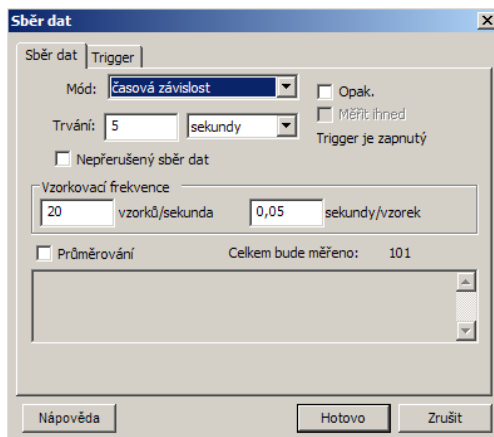 Sběr dat
Sběr dat Trigger
Mód: časová závislost Opak.
Měřit ihned
Trvání: 5 sekundy Trigger je zapnutý
Nepřerušený sběr dat
Vzorkovací frekvence
20 vzorků/sekunda 0,05 sekundy/vzorek
Průměrování Celkem bude měřeno: 101
Nápověda Hotovo Zrušit